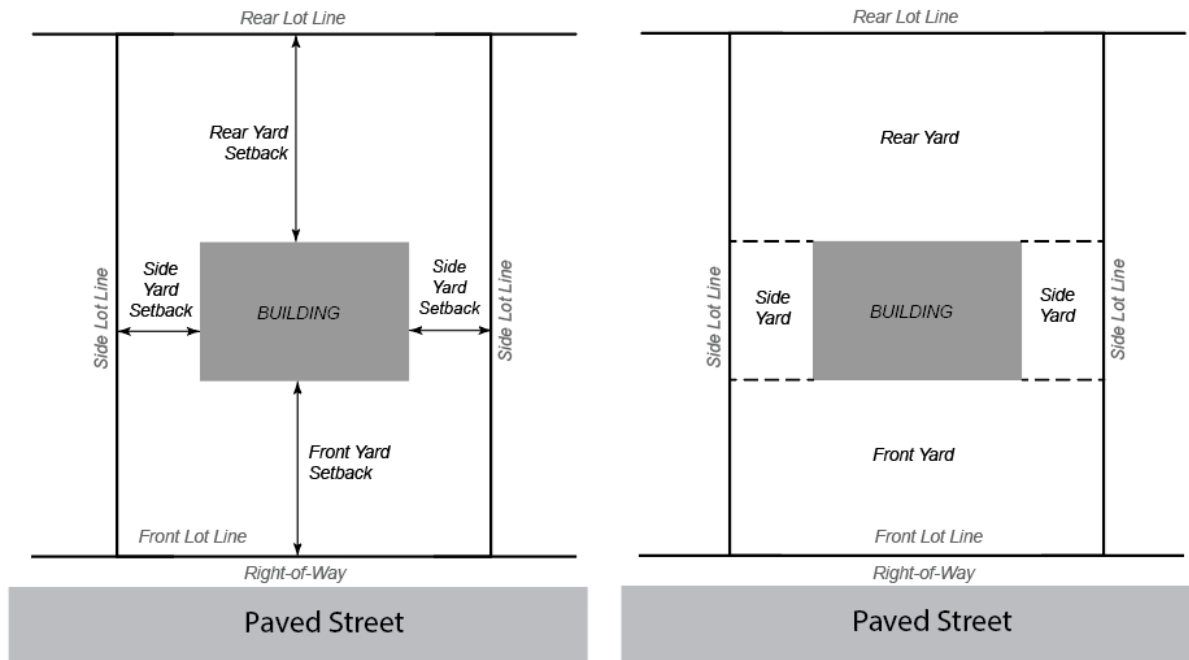 Rear Lot Line
Rear Yard
Setback
Side Lot Line
Side
Yard
Setback
BUILDING
Side
Yard
Setback
Side Lot Line
Front Yard
Setback
Front Lot Line
Right-of-Way
Paved Street
Rear Lot Line
Rear Yard
Side Lot Line
Side
Yard
BUILDING
Side
Yard
Side Lot Line
Front Yard
Front Lot Line
Right-of-Way
Paved Street